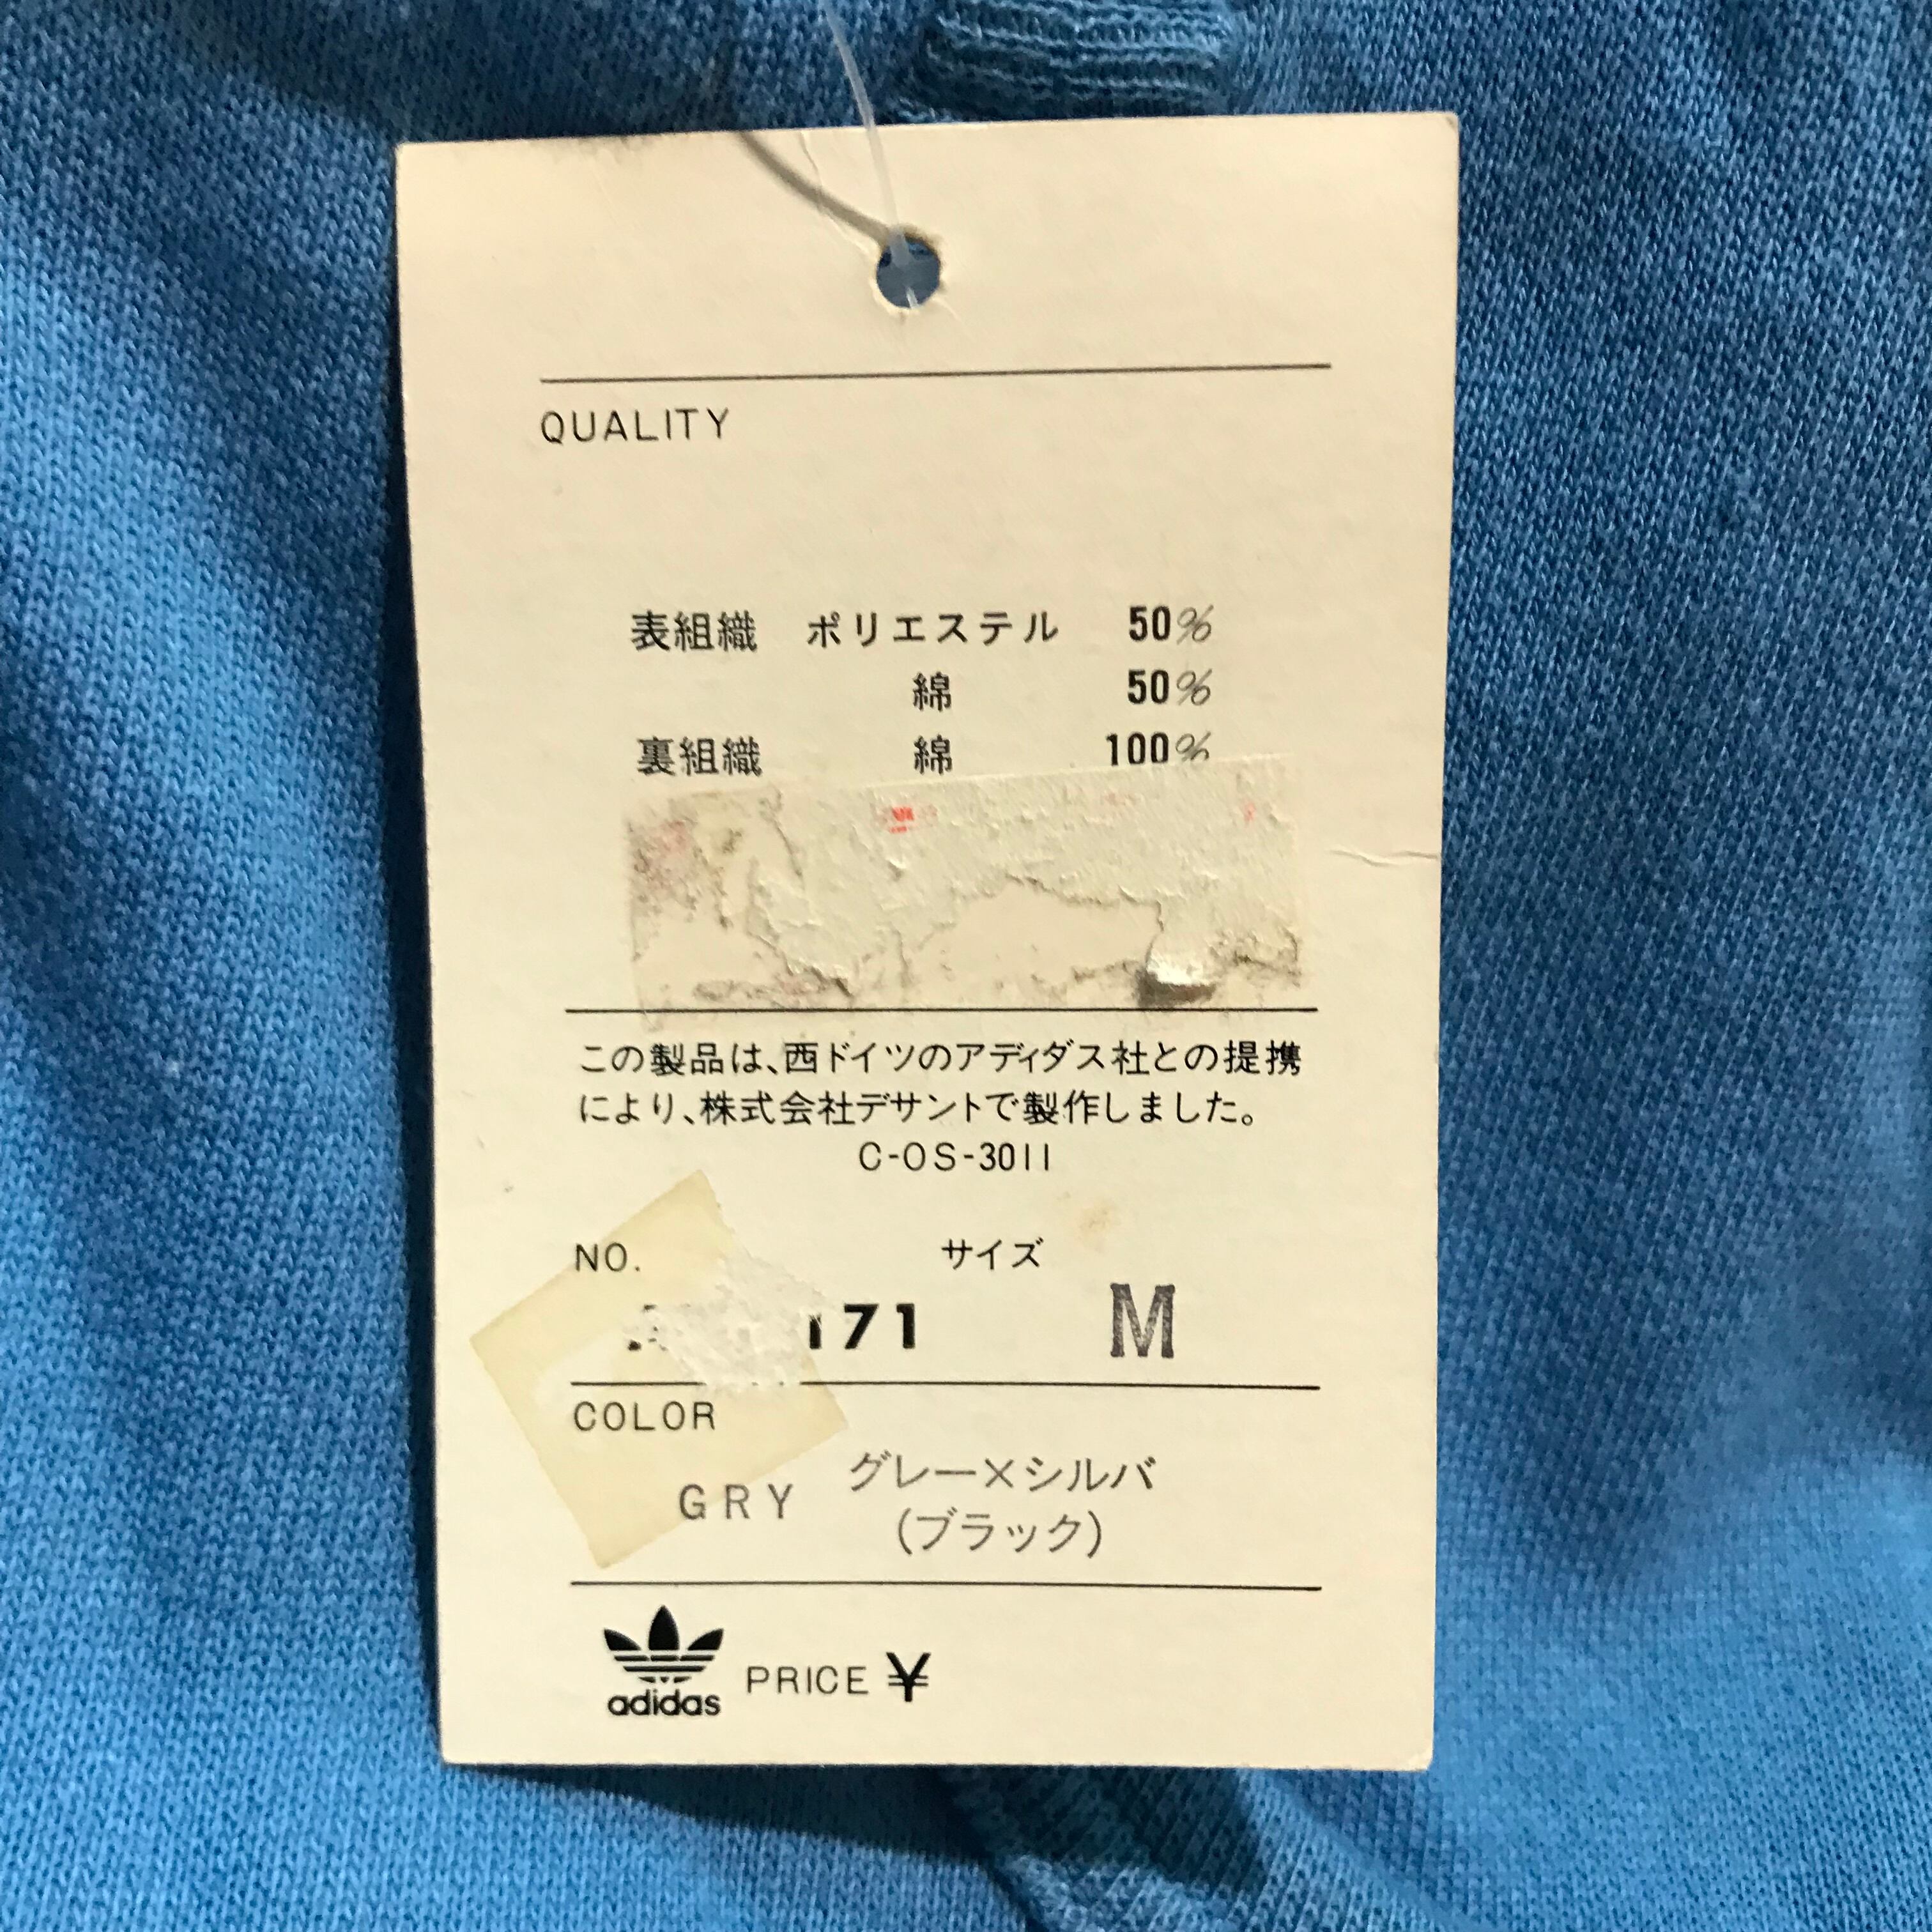 QUALITY
表組織 ポリエステル 50%
綿 50%
裏組織 綿 100%
この製品は、西ドイツのアディダス社との提携
により、株式会社デサントで製作しました。
C-OS-3011
NO. サイズ
171 M
COLOR
GRY グレー×シルバ
(ブラック)
adidas PRICE ¥